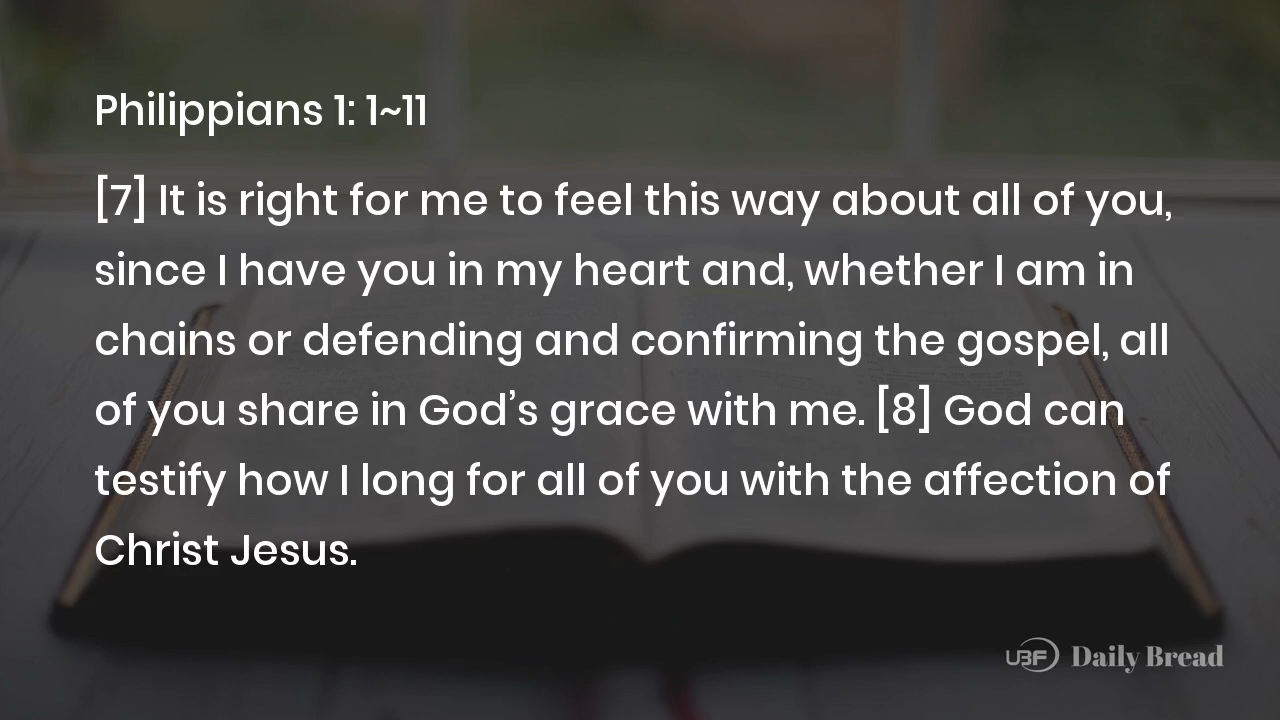 Philippians 1: 1~11
[7] It is right for me to feel this way about all of you,
since I have you in my heart and, whether I am in
chains or defending and confirming the gospel, all
of you share in God’s grace with me. [8] God can
testify how I long for all of you with the affection of
Christ Jesus.
UBF Daily Bread